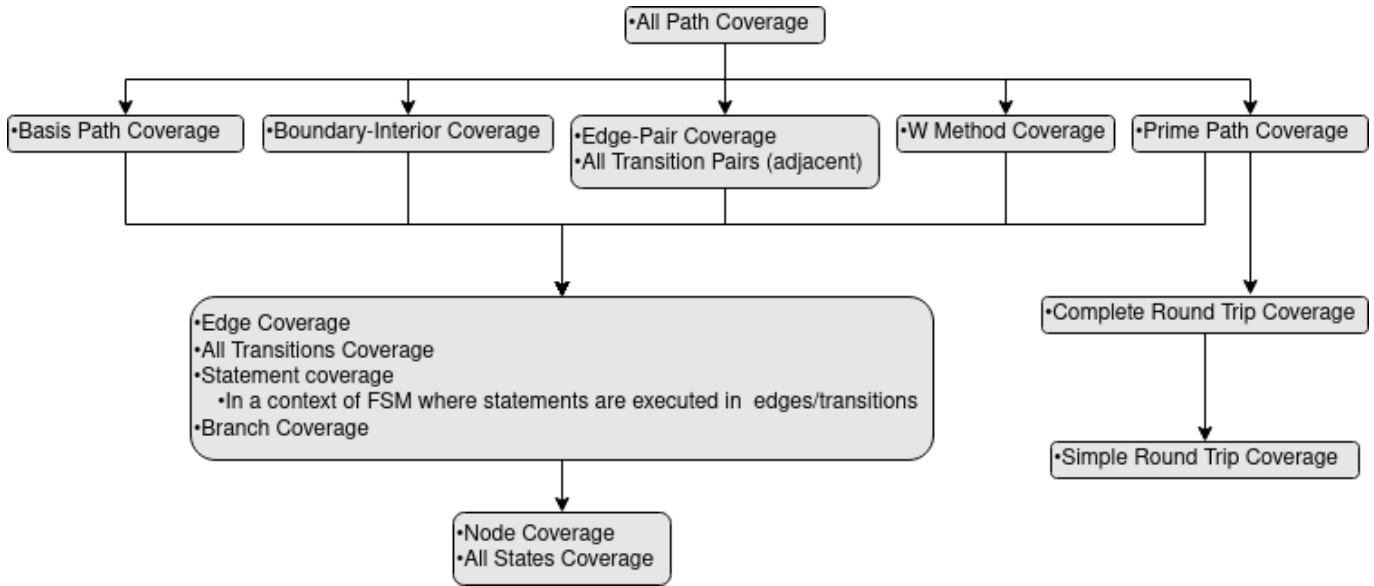 •All Path Coverage
•Basis Path Coverage
•Boundary-Interior Coverage
•Edge-Pair Coverage
•All Transition Pairs (adjacent)
•W Method Coverage
•Prime Path Coverage
•Edge Coverage
•All Transitions Coverage
•Statement coverage
•In a context of FSM where statements are executed in edges/transitions
•Branch Coverage
•Complete Round Trip Coverage
•Simple Round Trip Coverage
•Node Coverage
•All States Coverage